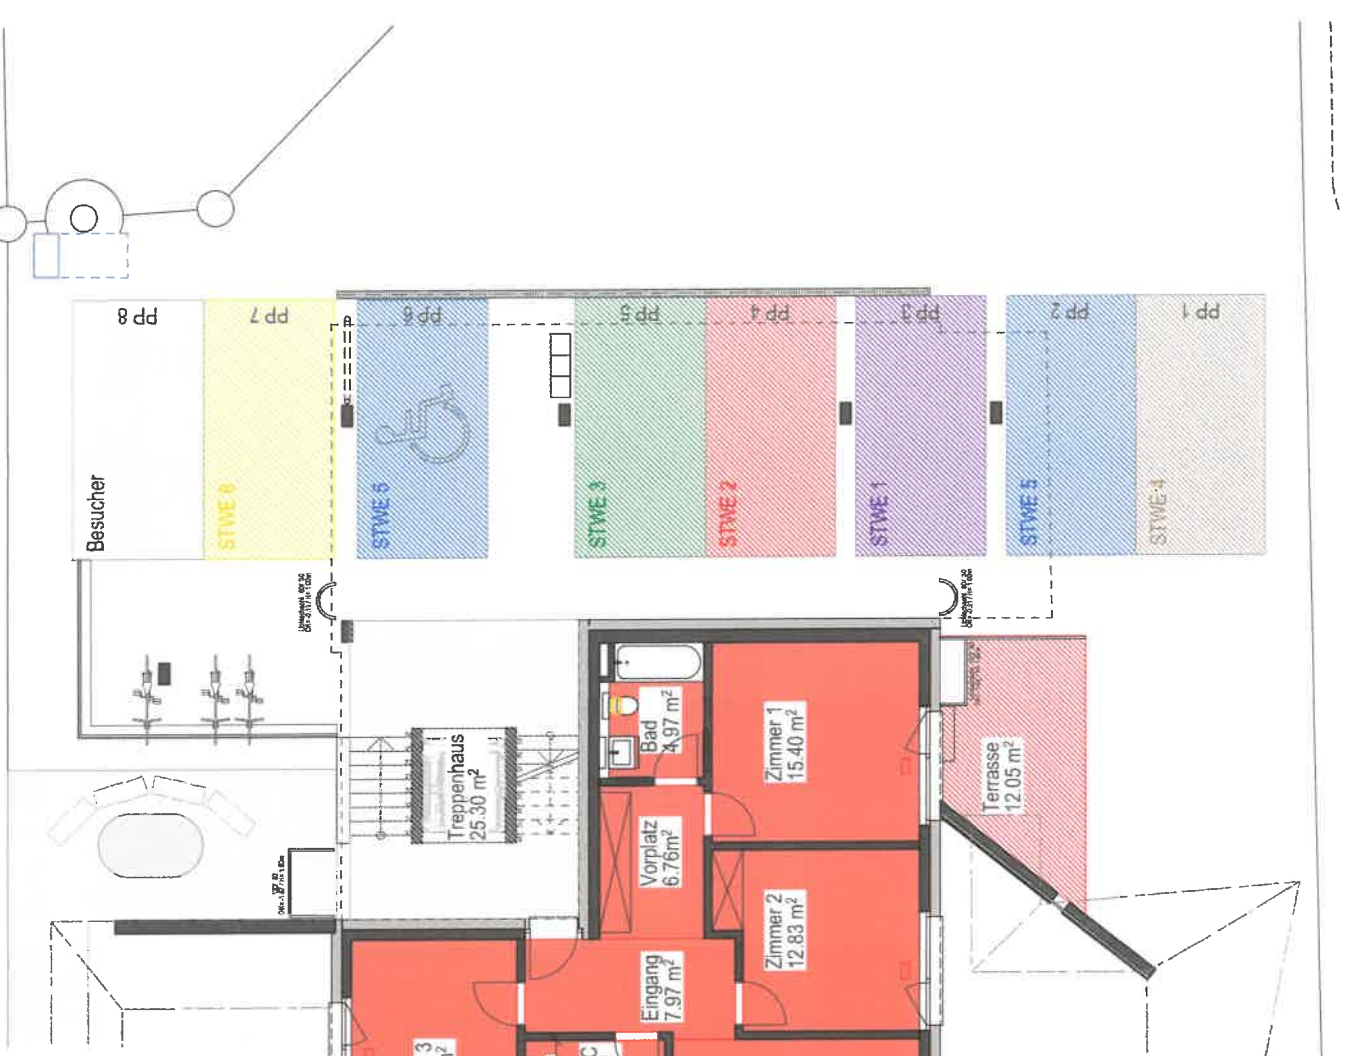 PP 8
PP 7
PP 6
PP 5
PP 4
PP 3
PP 2
PP 1
Besucher
STWE 6
STWE 5
STWE 3
STWE 2
STWE 1
STWE 5
STWE 4
Treppenhaus
25.30 m²
Bad
4.97 m²
Zimmer 1
15.40 m²
Terrasse
12.05 m²
Vorplatz
6.76m²
Zimmer 2
12.83 m²
Eingang
7.97 m²
3
m²
C